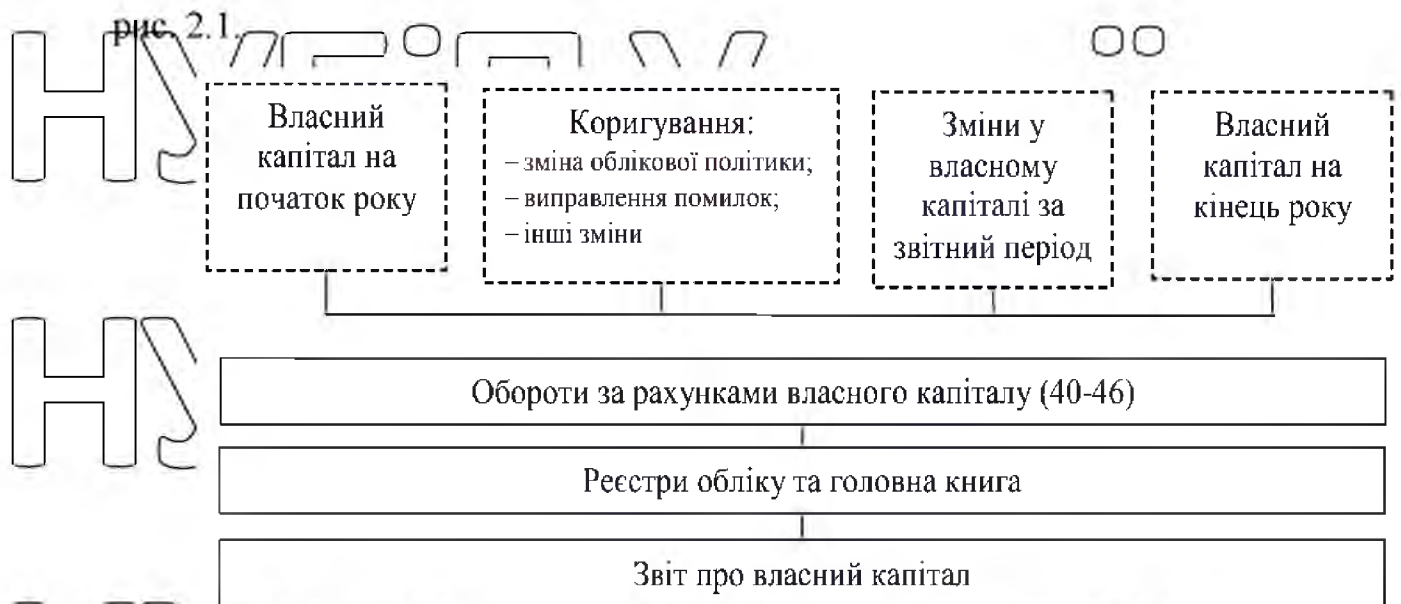 рис. 2.1.
Власний
капітал на
початок року
Коригування:
– зміна облікової політики;
– виправлення помилок;
– інші зміни
Зміни у
власному
капіталі за
звітний період
Власний
капітал на
кінець року
Обороти за рахунками власного капіталу (40-46)
Реєстри обліку та головна книга
Звіт про власний капітал